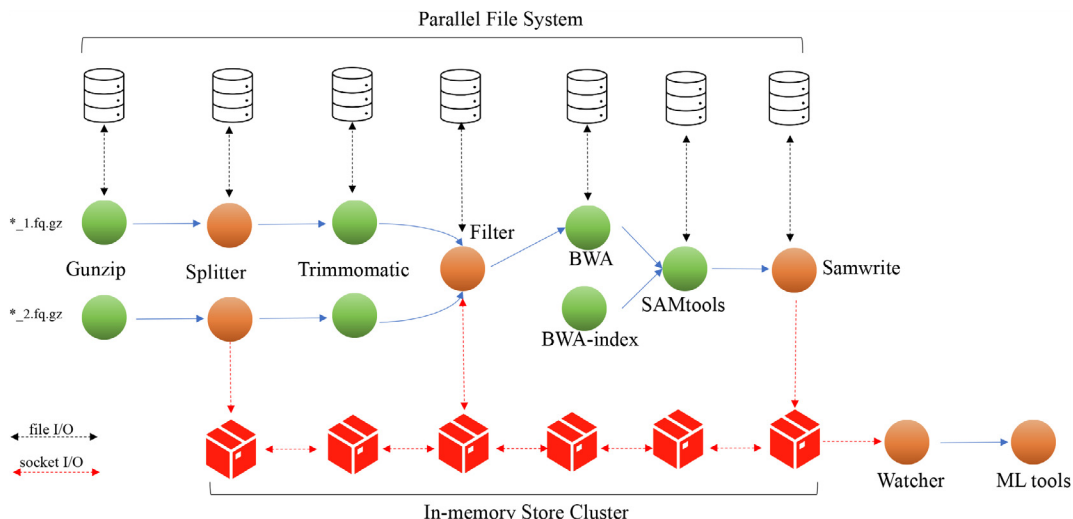 Parallel File System
*_1.fq.gz
Filter
Gunzip
Splitter
Trimmomatic
BWA
SAMtools
Samwrite
*_2.fq.gz
BWA-index
file I/O
socket I/O
Watcher
ML tools
In-memory Store Cluster